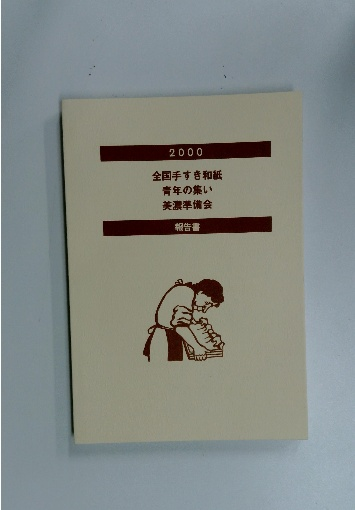 2000
全国手すき和紙
青年の集い
美濃準備会
報告書